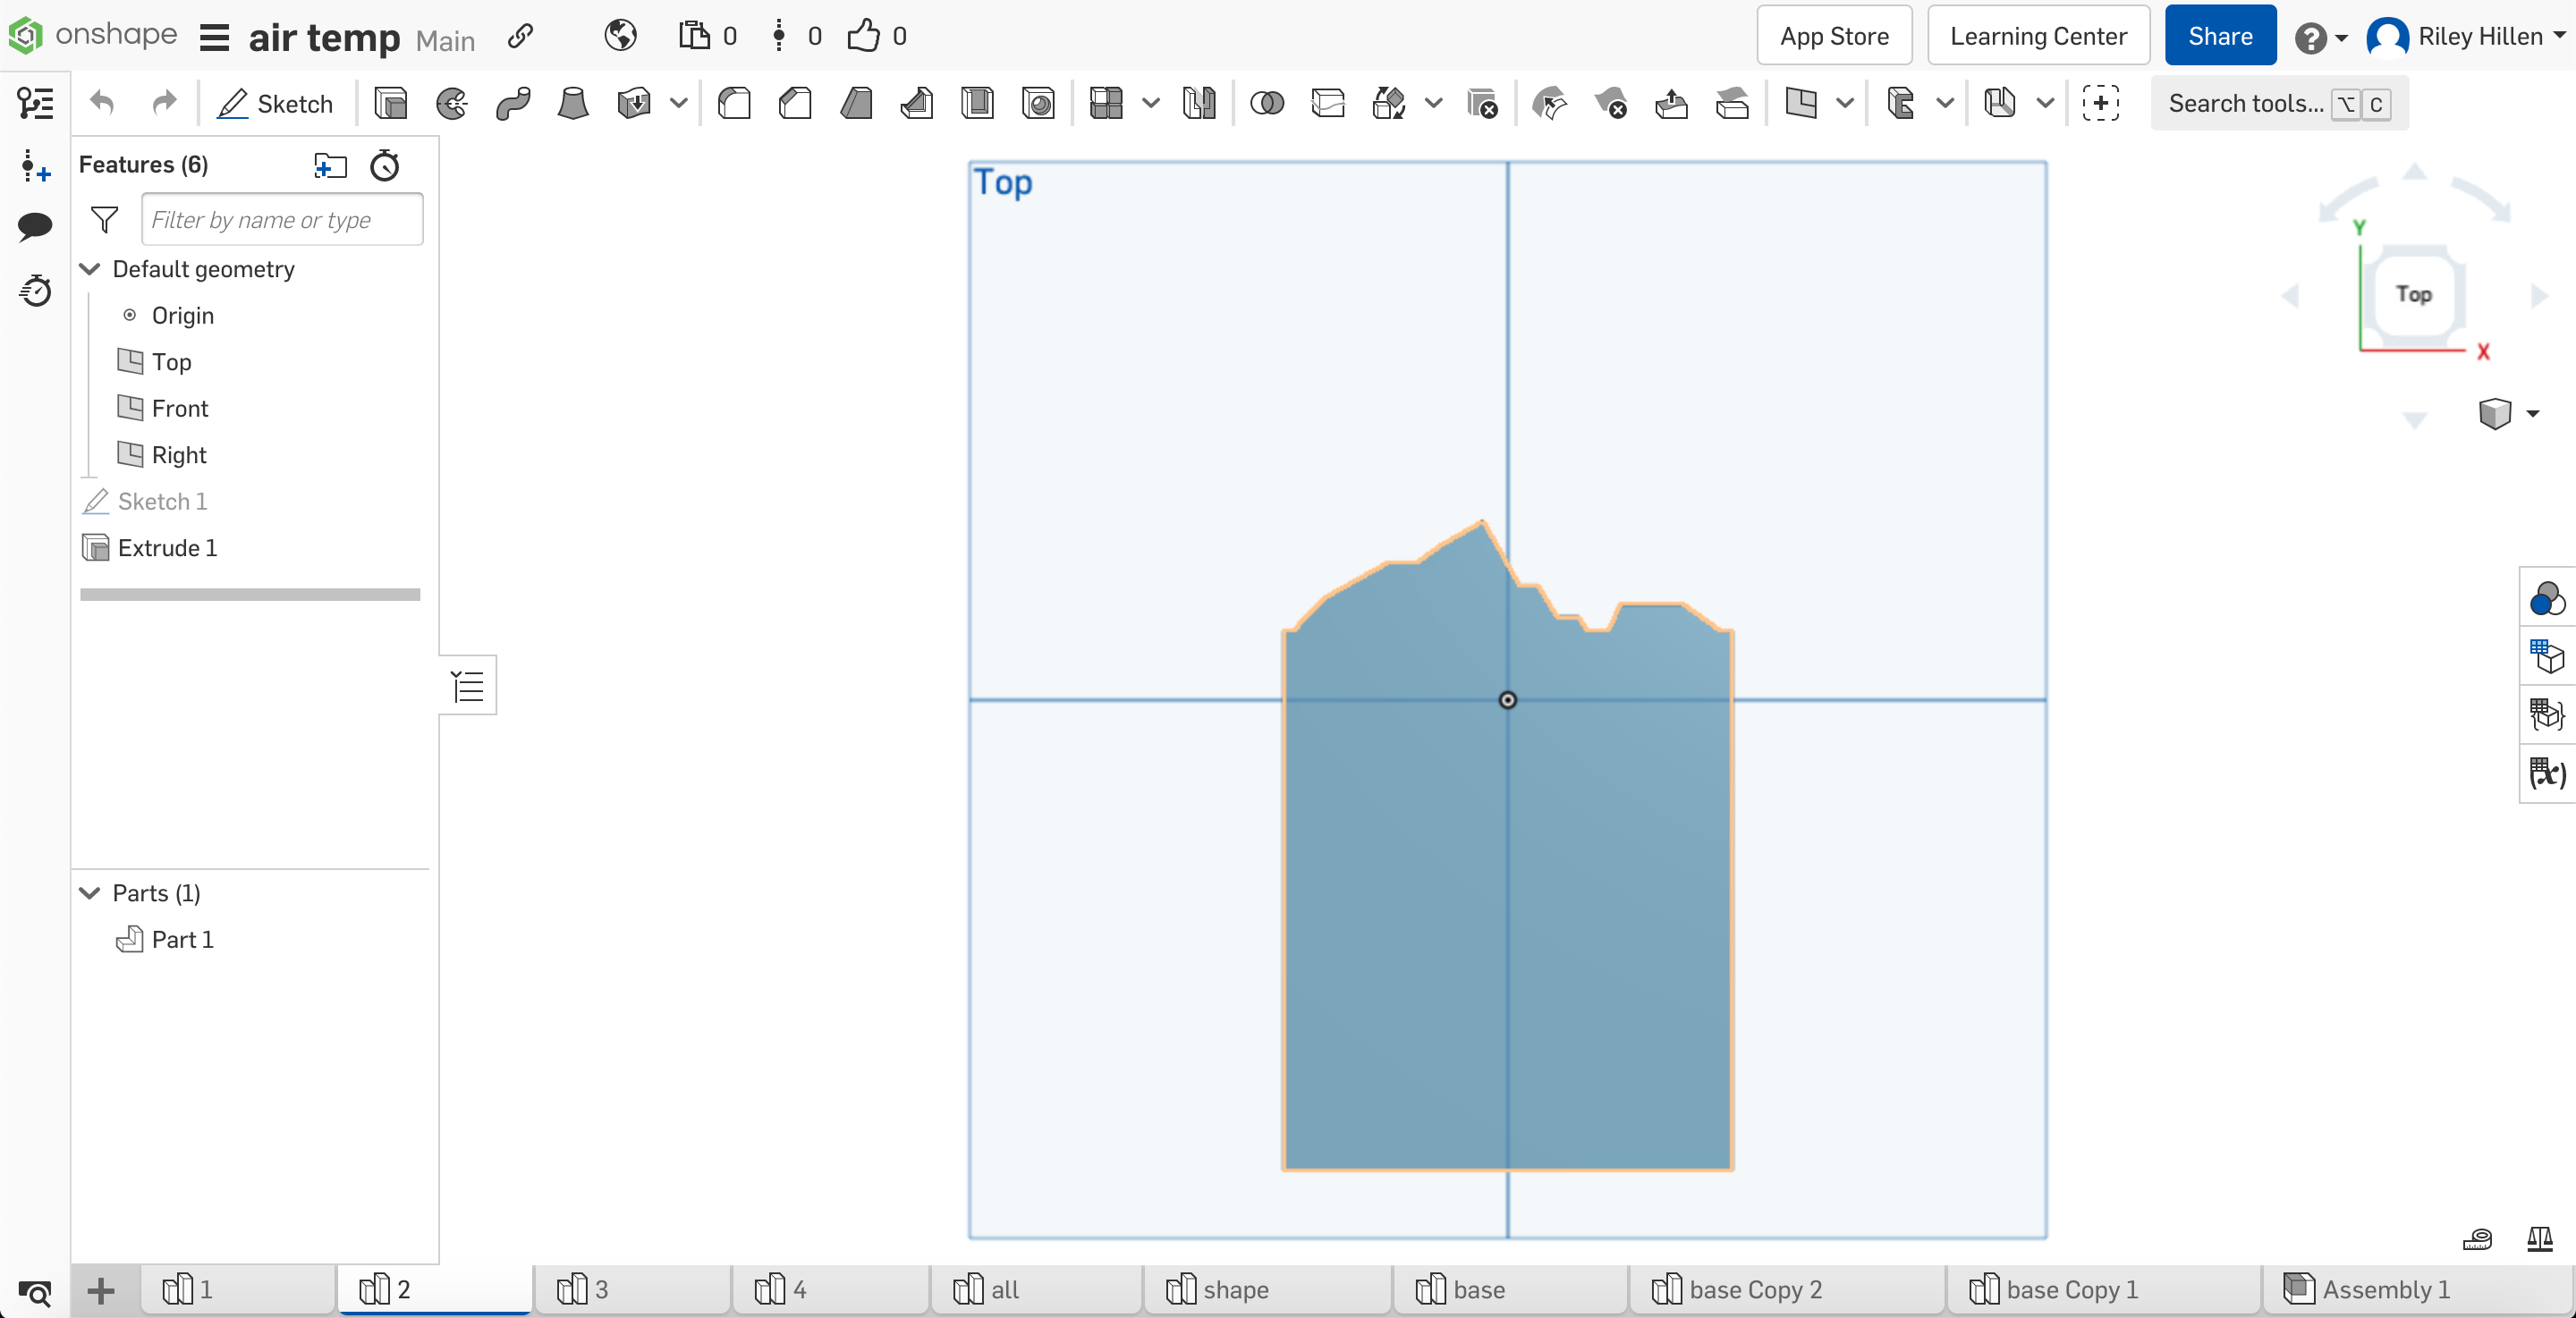 onshape air temp Main 0 0 0 App Store Learning Center Share ? Riley Hillen
Sketch Search tools... ⌥ C
Features (6)
Filter by name or type
Default geometry
Origin
Top
Front
Right
Sketch 1
Extrude 1
Parts (1)
Part 1
Top
Y
Top
X
(x)
1 2 3 4 all shape base base Copy 2 base Copy 1 Assembly 1